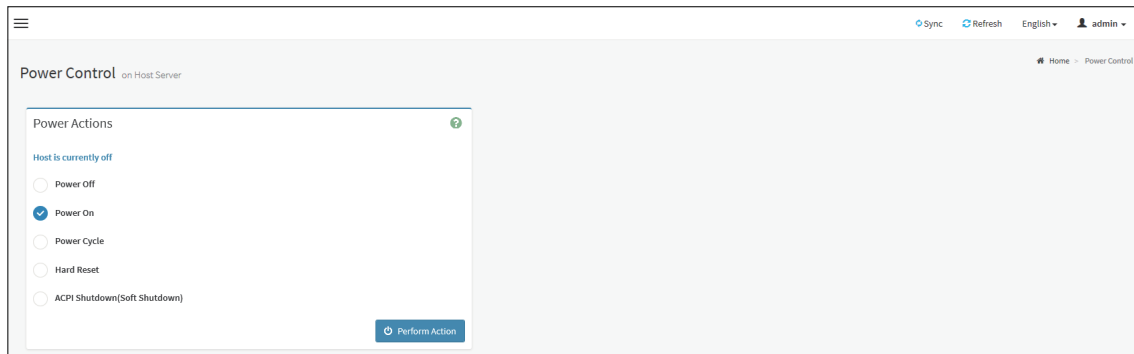 Sync Refresh English admin
Power Control on Host Server
Home > Power Control
Power Actions
Host is currently off
Power Off
Power On
Power Cycle
Hard Reset
ACPI Shutdown(Soft Shutdown)
Perform Action